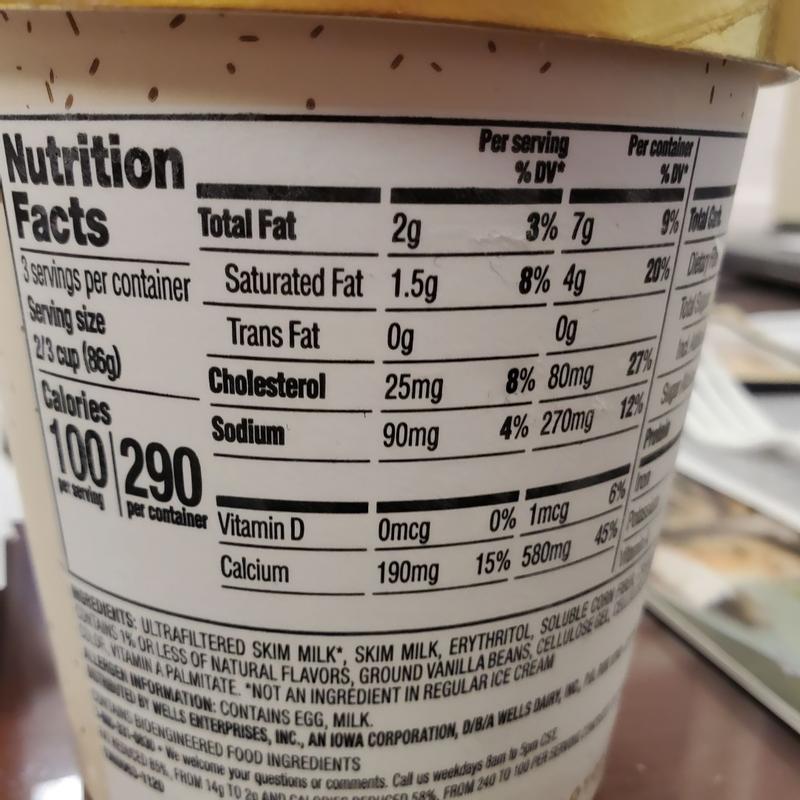 Nutrition
Facts
3 servings per container
Serving size
2/3 cup (86g)
Calories
100 290
per serving per container
Per serving Per container
% DV* % DV*
Total Fat 2g 3% 7g 9%
Saturated Fat 1.5g 8% 4g 20%
Trans Fat 0g 0g
Cholesterol 25mg 8% 80mg 27%
Sodium 90mg 4% 270mg 12%
Vitamin D 0mcg 0% 1mcg 6%
Calcium 190mg 15% 580mg 45%
Total Carb
Protein
Iron
INGREDIENTS: ULTRAFILTERED SKIM MILK*, SKIM MILK, ERYTHRITOL, SOLUBLE CORN
CONTAINS 1% OR LESS OF NATURAL FLAVORS, GROUND VANILLA BEANS, CELLULOSE GEL,
COLOR, VITAMIN A PALMITATE. *NOT AN INGREDIENT IN REGULAR ICE CREAM
ALLERGEN INFORMATION: CONTAINS EGG, MILK.
DISTRIBUTED BY WELLS ENTERPRISES, INC., AN IOWA CORPORATION, D/B/A WELLS DAIRY, INC.,
CONTAINS BIOENGINEERED FOOD INGREDIENTS
We welcome your questions or comments. Call us weekdays 8am to 5pm CST.
85%, FROM 14g TO 2g AND CALORIES REDUCED 58%, FROM 240 TO 100 PER SERVING